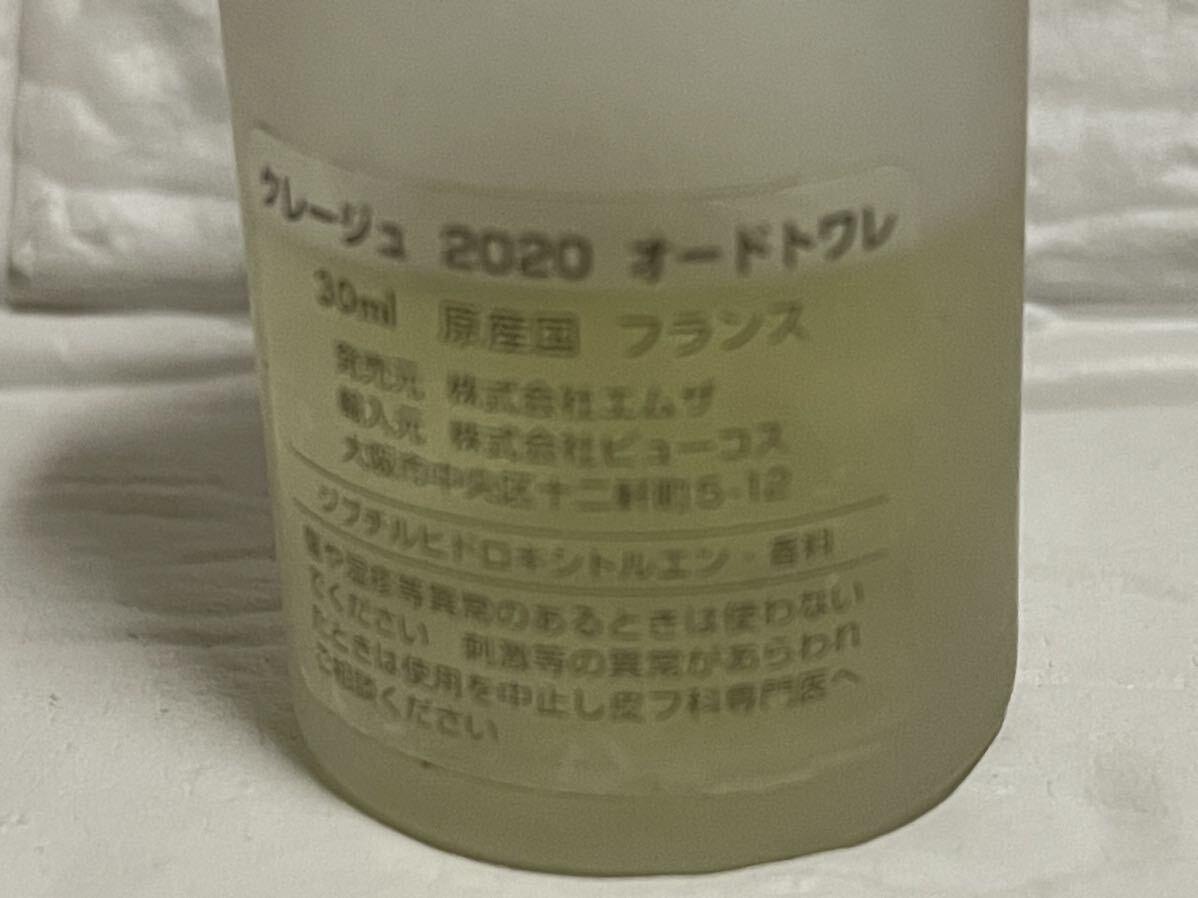 クレージュ 2020 オードトワレ
30ml 原産国 フランス
発売元 株式会社エムザ
輸入元 株式会社ビューコス
大阪市中央区十二軒町5-12
ジブチルヒドロキシトルエン・香料
傷や湿疹等異常のあるときは使わない
でください 刺激等の異常があらわれ
たときは使用を中止し皮フ科専門医へ
ご相談ください